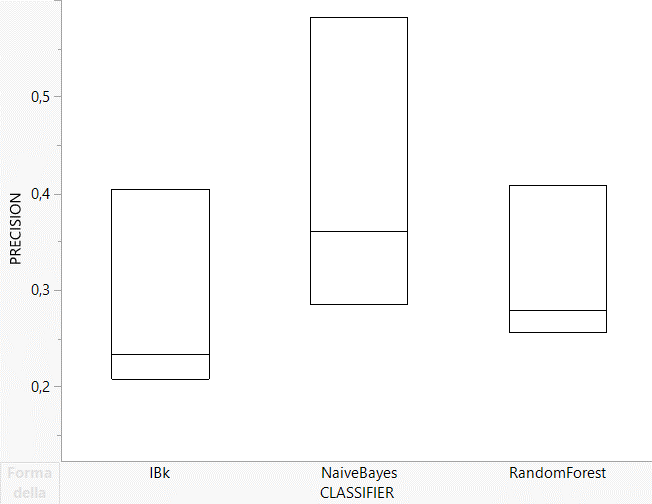 PRECISION
0,5
0,4
0,3
0,2
IBk
NaiveBayes
RandomForest
CLASSIFIER
Forma
della